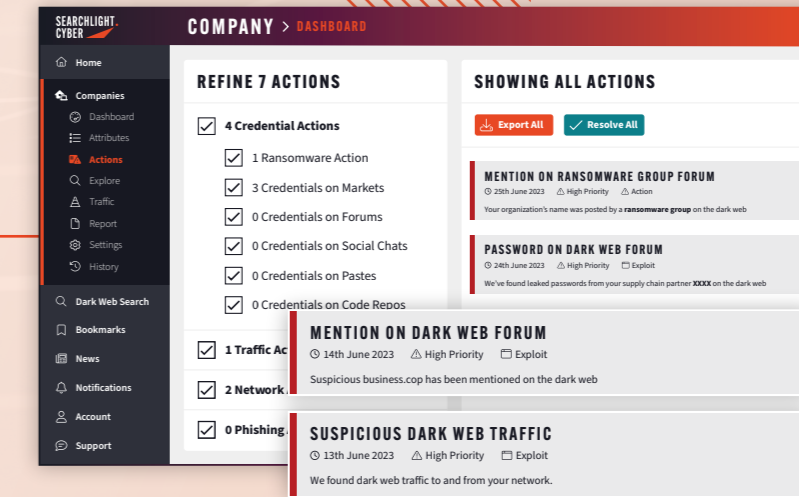 SEARCHLIGHT.
CYBER
COMPANY > DASHBOARD
Home
Companies
Dashboard
Attributes
Actions
Explore
Traffic
Report
Settings
History
Dark Web Search
Bookmarks
News
Notifications
Account
Support
REFINE 7 ACTIONS
4 Credential Actions
1 Ransomware Action
3 Credentials on Markets
0 Credentials on Forums
0 Credentials on Social Chats
0 Credentials on Pastes
0 Credentials on Code Repos
1 Traffic Ac
2 Network
0 Phishing
SHOWING ALL ACTIONS
Export All
Resolve All
MENTION ON RANSOMWARE GROUP FORUM
25th June 2023 High Priority Action
Your organization's name was posted by a ransomware group on the dark web
PASSWORD ON DARK WEB FORUM
24th June 2023 High Priority Exploit
We've found leaked passwords from your supply chain partner XXXX on the dark web
MENTION ON DARK WEB FORUM
14th June 2023 High Priority Exploit
Suspicious business.cop has been mentioned on the dark web
SUSPICIOUS DARK WEB TRAFFIC
13th June 2023 High Priority Exploit
We found dark web traffic to and from your network.